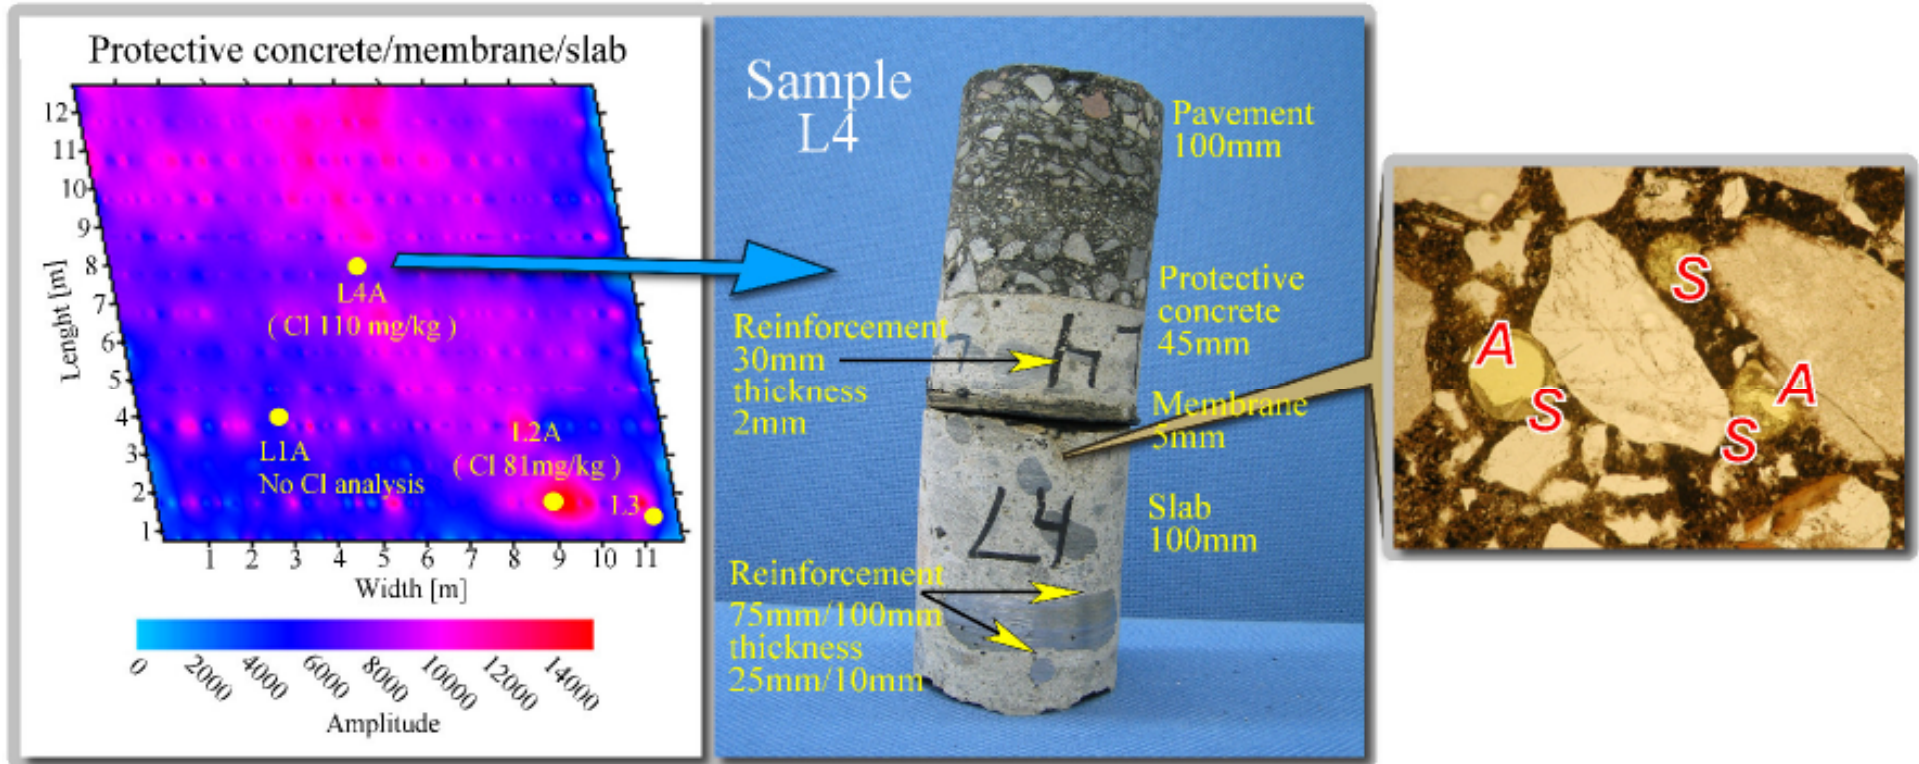 Protective concrete/membrane/slab
12
11
10
9
8
7
6
5
4
3
2
1
Lenght [m]
L4A
( Cl 110 mg/kg )
L1A
No Cl analysis
L2A
( Cl 81mg/kg )
L3
1 2 3 4 5 6 7 8 9 10 11
Width [m]
0 2000 4000 6000 8000 10000 12000 14000
Amplitude
Sample
L4
Pavement
100mm
Protective
concrete
45mm
Reinforcement
30mm
thickness
2mm
Membrane
5mm
Slab
100mm
Reinforcement
75mm/100mm
thickness
25mm/10mm
L4
S
A
S
A
S